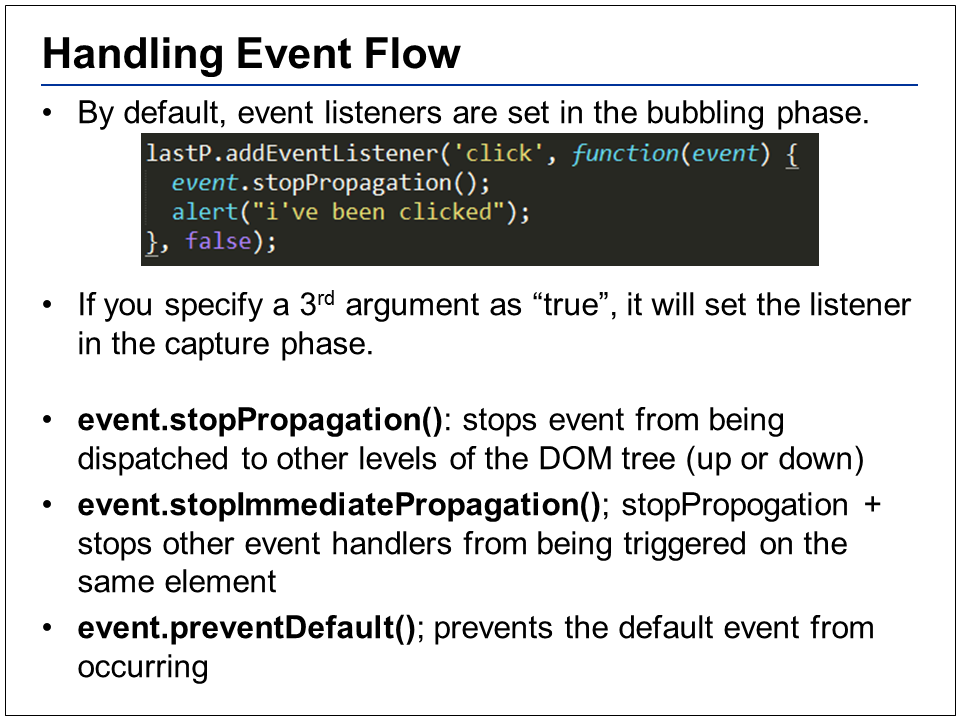 Handling Event Flow
• By default, event listeners are set in the bubbling phase.
lastP.addEventListener('click', function(event) {
event.stopPropagation();
alert("i've been clicked");
}, false);
• If you specify a 3rd argument as “true”, it will set the listener
in the capture phase.
• event.stopPropagation(): stops event from being
dispatched to other levels of the DOM tree (up or down)
• event.stopImmediatePropagation(); stopPropogation +
stops other event handlers from being triggered on the
same element
• event.preventDefault(); prevents the default event from
occurring